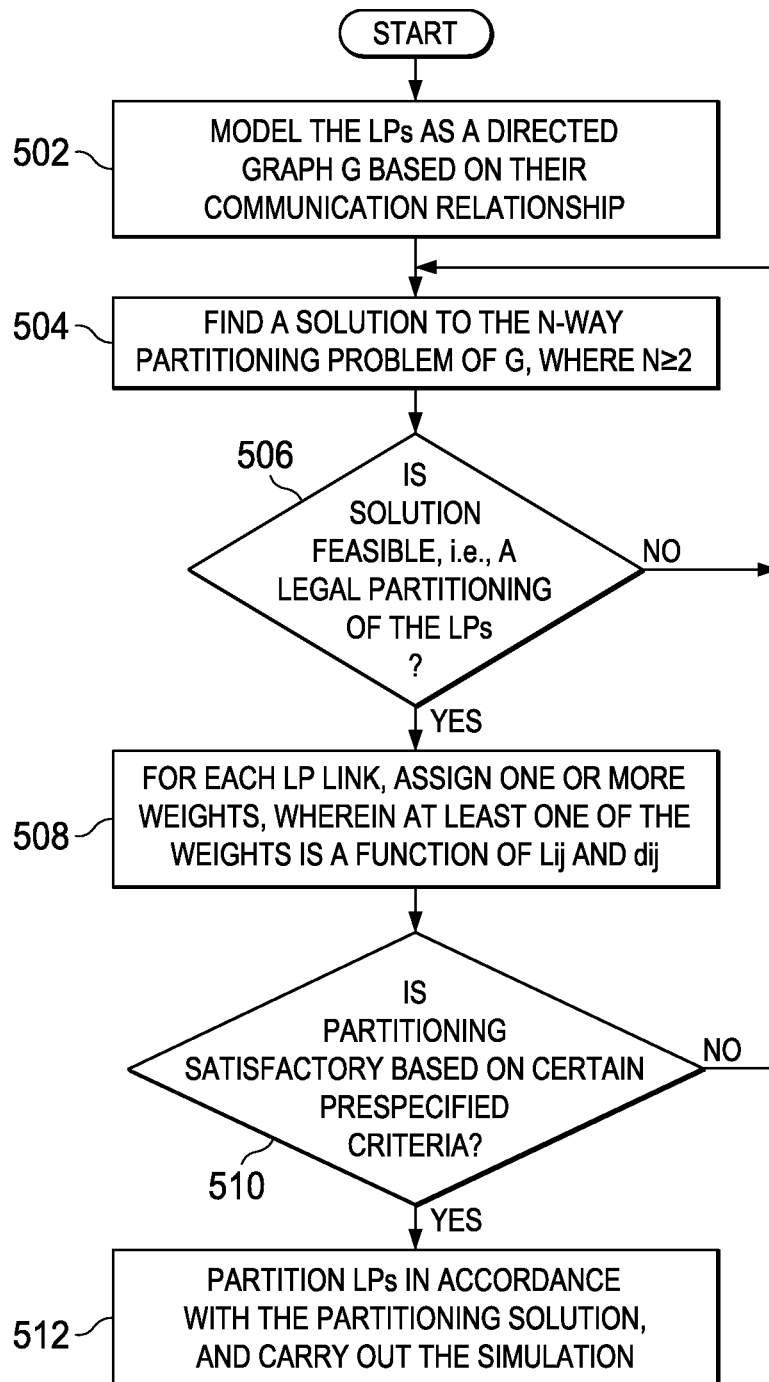 START
502
MODEL THE LPs AS A DIRECTED
GRAPH G BASED ON THEIR
COMMUNICATION RELATIONSHIP
504
FIND A SOLUTION TO THE N-WAY
PARTITIONING PROBLEM OF G, WHERE N≥2
506
IS
SOLUTION
FEASIBLE, i.e., A
LEGAL PARTITIONING
OF THE LPs
?
NO
YES
508
FOR EACH LP LINK, ASSIGN ONE OR MORE
WEIGHTS, WHEREIN AT LEAST ONE OF THE
WEIGHTS IS A FUNCTION OF Lij AND dij
IS
PARTITIONING
SATISFACTORY BASED ON CERTAIN
PRESPECIFIED
CRITERIA?
NO
510
YES
512
PARTITION LPs IN ACCORDANCE
WITH THE PARTITIONING SOLUTION,
AND CARRY OUT THE SIMULATION